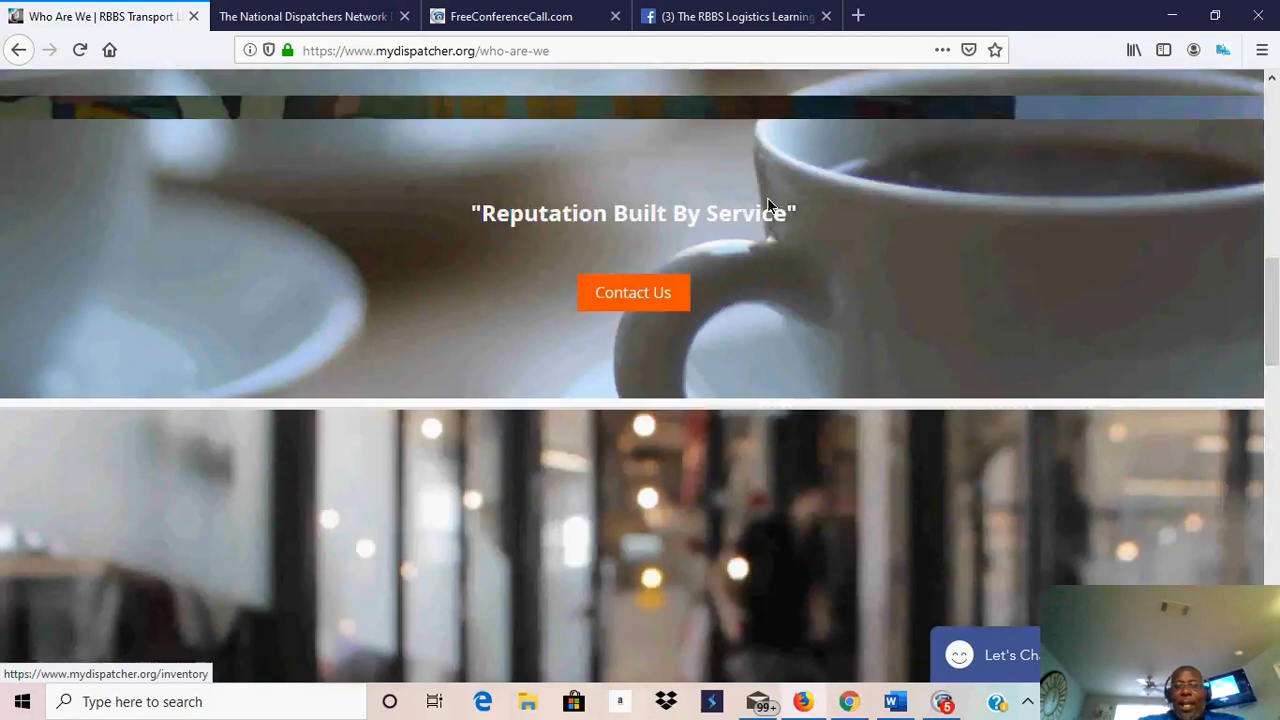 Who Are We | RBBS Transport L
The National Dispatchers Network
FreeConferenceCall.com
(3) The RBBS Logistics Learning
https://www.mydispatcher.org/who-are-we
"Reputation Built By Service"
Contact Us
Let's Ch
https://www.mydispatcher.org/inventory
Type here to search
a
99+
5